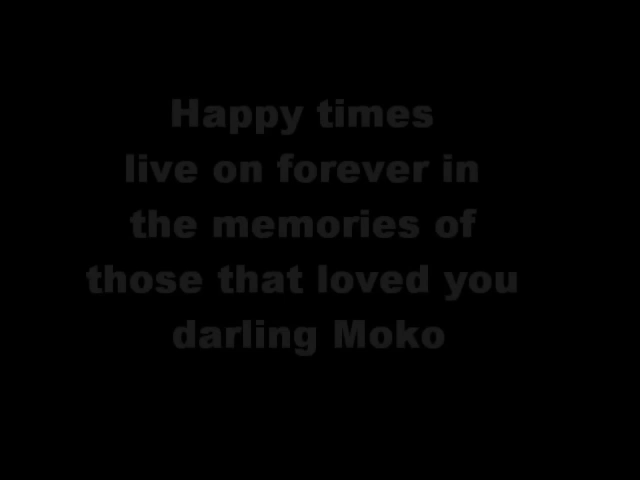 Happy times
live on forever in
the memories of
those that loved you
darling Moko